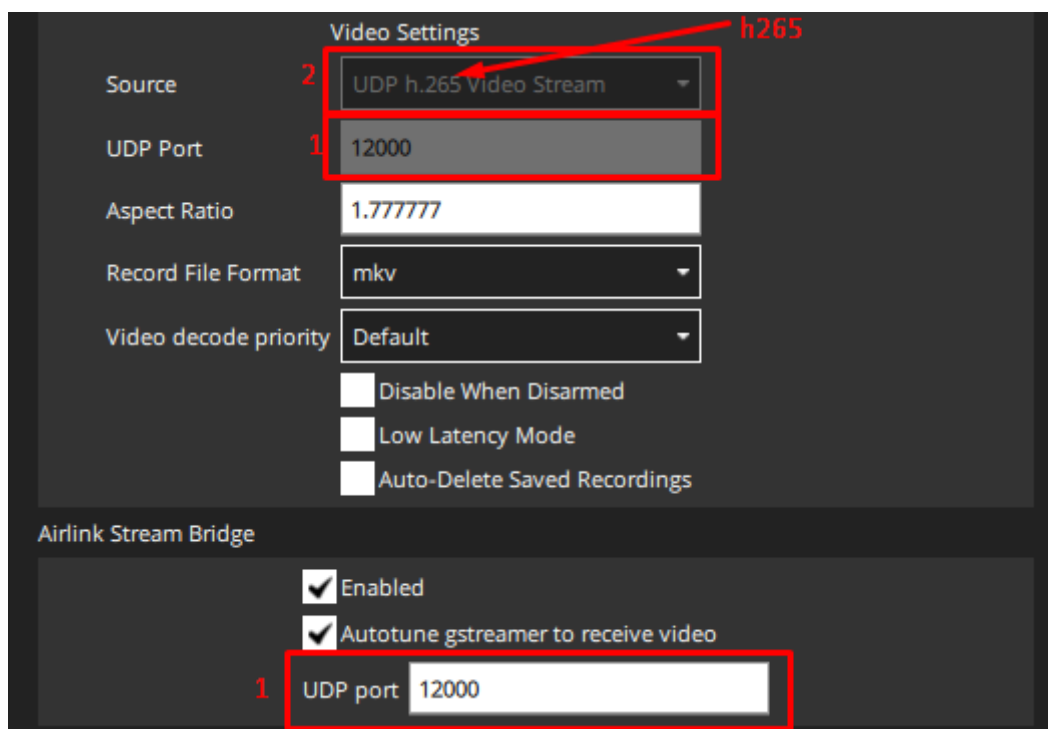 Video Settings
h265
Source
2
UDP h.265 Video Stream
UDP Port
1
12000
Aspect Ratio
1.777777
Record File Format
mkv
Video decode priority
Default
Disable When Disarmed
Low Latency Mode
Auto-Delete Saved Recordings
Airlink Stream Bridge
Enabled
Autotune gstreamer to receive video
1
UDP port
12000